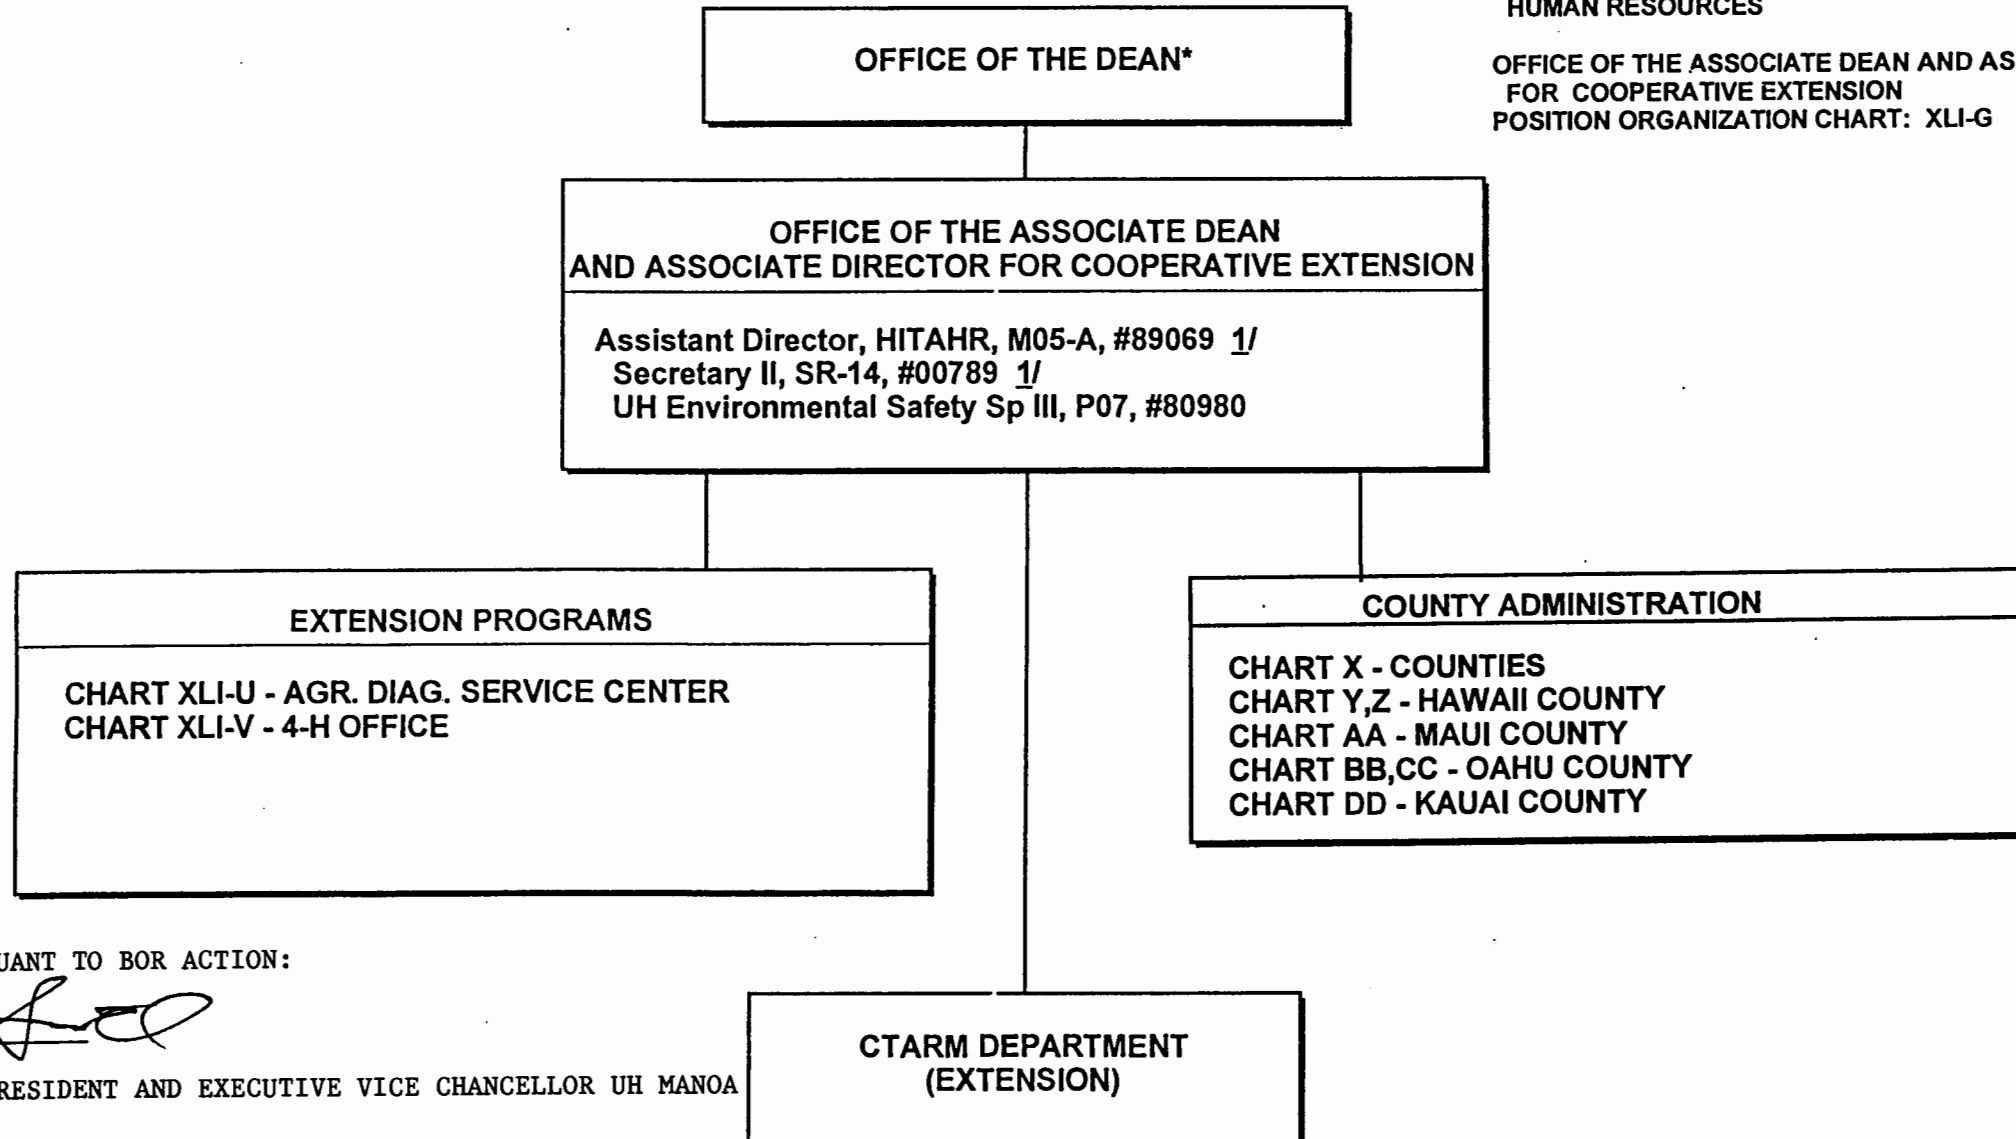 HUMAN RESOURCES
OFFICE OF THE ASSOCIATE DEAN AND AS
FOR COOPERATIVE EXTENSION
POSITION ORGANIZATION CHART: XLI-G
OFFICE OF THE DEAN*
OFFICE OF THE ASSOCIATE DEAN
AND ASSOCIATE DIRECTOR FOR COOPERATIVE EXTENSION
Assistant Director, HITAHR, M05-A, #89069 1/
Secretary II, SR-14, #00789 1/
UH Environmental Safety Sp III, P07, #80980
EXTENSION PROGRAMS
CHART XLI-U - AGR. DIAG. SERVICE CENTER
CHART XLI-V - 4-H OFFICE
COUNTY ADMINISTRATION
CHART X - COUNTIES
CHART Y,Z - HAWAII COUNTY
CHART AA - MAUI COUNTY
CHART BB,CC - OAHU COUNTY
CHART DD - KAUAI COUNTY
UANT TO BOR ACTION:
RESIDENT AND EXECUTIVE VICE CHANCELLOR UH MANOA
CTARM DEPARTMENT
(EXTENSION)